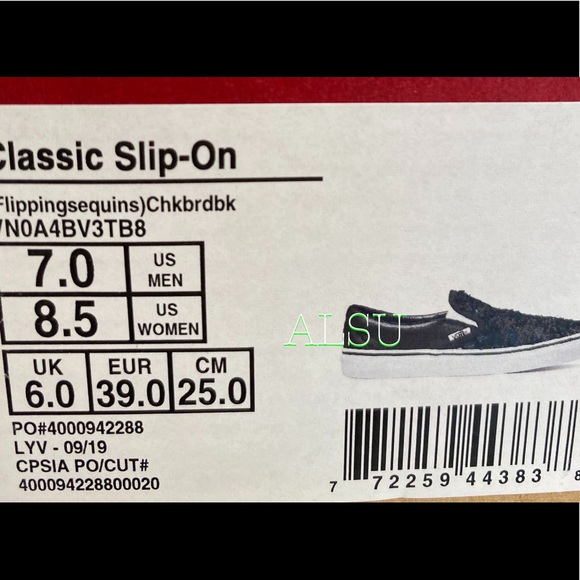 Classic Slip-On
(Flippingsequins)Chkbrdbk
VN0A4BV3TB8
7.0 US MEN
8.5 US WOMEN
UK EUR CM
6.0 39.0 25.0
ALSU
PO#4000942288
LYV - 09/19
CPSIA PO/CUT#
400094228800020
7 72259 44383 8